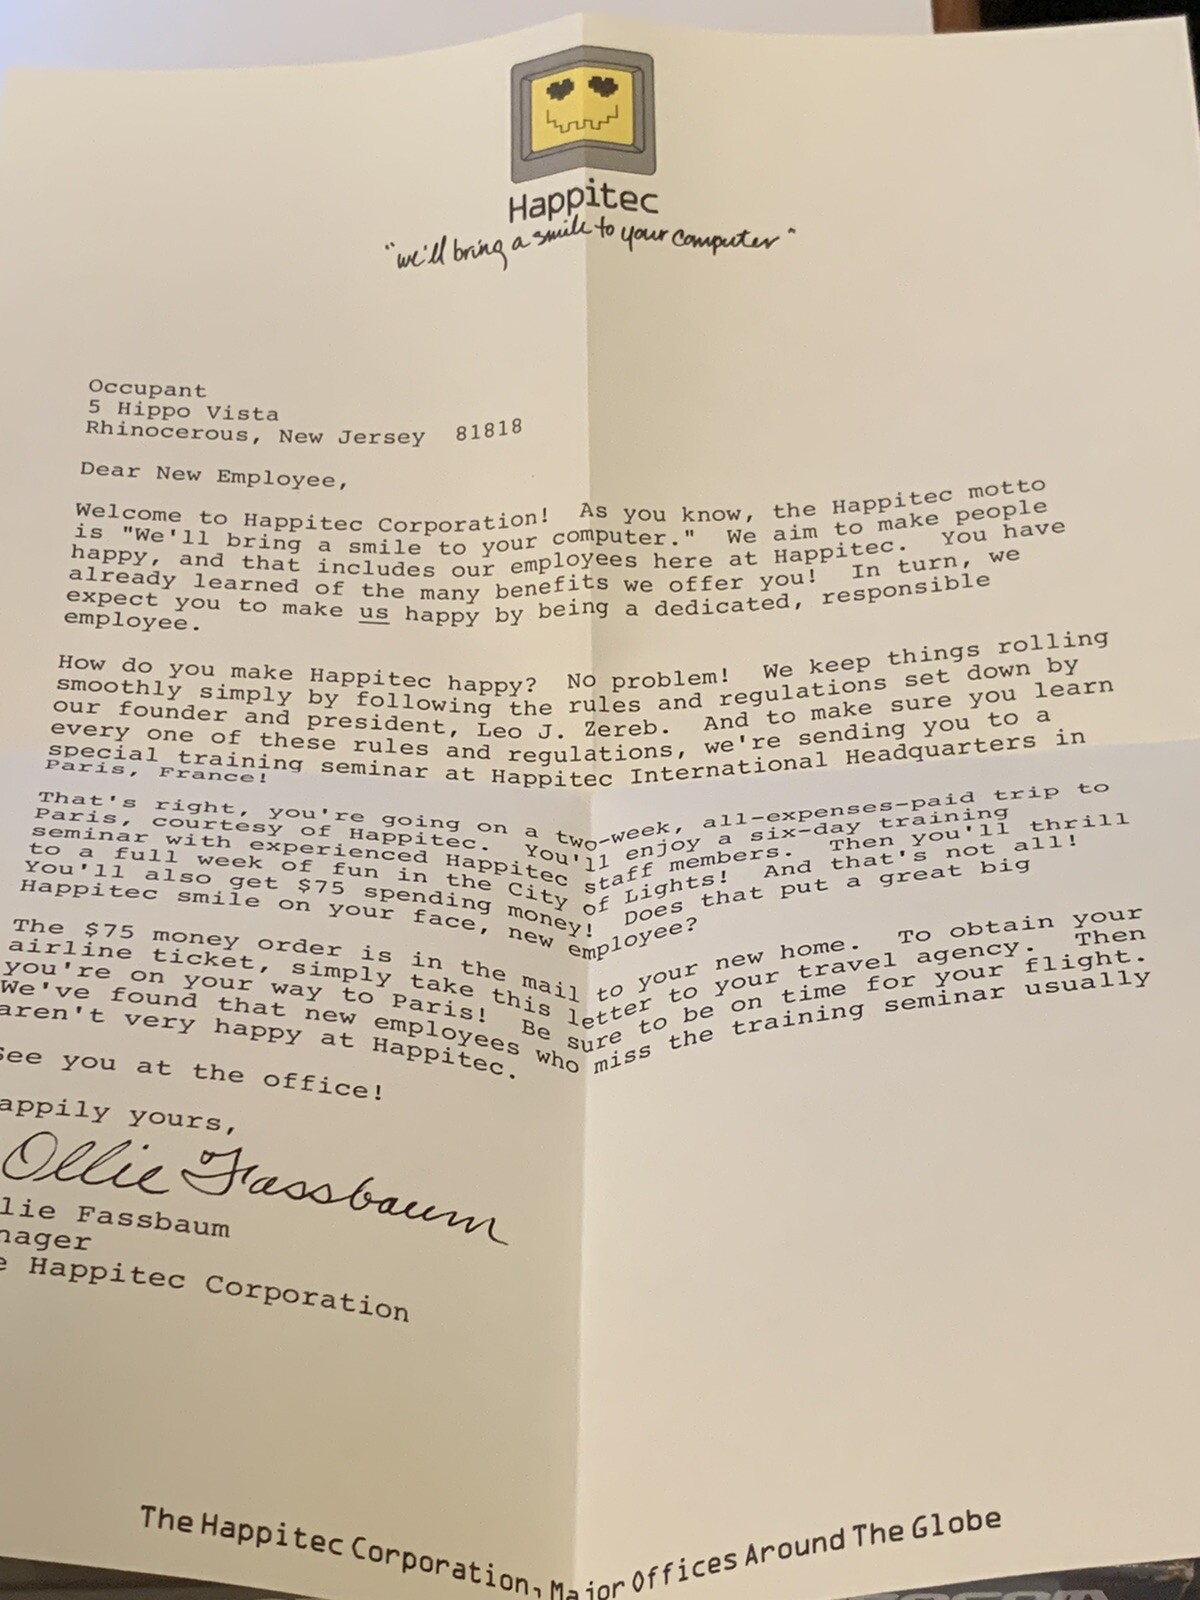 Happitec
"we'll bring a smile to your computer"
Occupant
5 Hippo Vista
Rhinocerous, New Jersey 81818
Dear New Employee,
Welcome to Happitec Corporation! As you know, the Happitec motto
is "We'll bring a smile to your computer." We aim to make people
happy, and that includes our employees here at Happitec. You have
already learned of the many benefits we offer you! In turn, we
expect you to make us happy by being a dedicated, responsible
employee.
How do you make Happitec happy? No problem! We keep things rolling
smoothly simply by following the rules and regulations set down by
our founder and president, Leo J. Zereb. And to make sure you learn
every one of these rules and regulations, we're sending you to a
special training seminar at Happitec International Headquarters in
Paris, France!
That's right, you're going on a two-week, all-expenses-paid trip to
Paris, courtesy of Happitec. You'll enjoy a six-day training
seminar with experienced Happitec staff members. Then you'll thrill
to a full week of fun in the City of Lights! And that's not all!
You'll also get $75 spending money! Does that put a great big
Happitec smile on your face, new employee?
The $75 money order is in the mail to your new home. To obtain your
airline ticket, simply take this letter to your travel agency. Then
you're on your way to Paris! Be sure to be on time for your flight.
We've found that new employees who miss the training seminar usually
aren't very happy at Happitec.
See you at the office!
appily yours,
Ollie Fassbaum
lie Fassbaum
nager
e Happitec Corporation
The Happitec Corporation, Major Offices Around The Globe